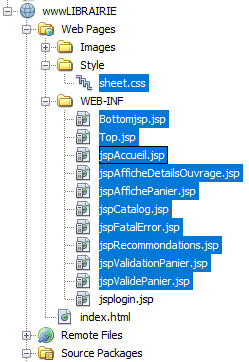 wwwLIBRAIRIE
Web Pages
Images
Style
sheet.css
WEB-INF
Bottomjsp.jsp
Top.jsp
jspAccueil.jsp
jspAfficheDetailsOuvrage.jsp
jspAffichePanier.jsp
jspCatalog.jsp
jspFatalError.jsp
jspRecommondations.jsp
jspValidationPanier.jsp
jspValidePanier.jsp
jsplogin.jsp
index.html
Remote Files
Source Packages